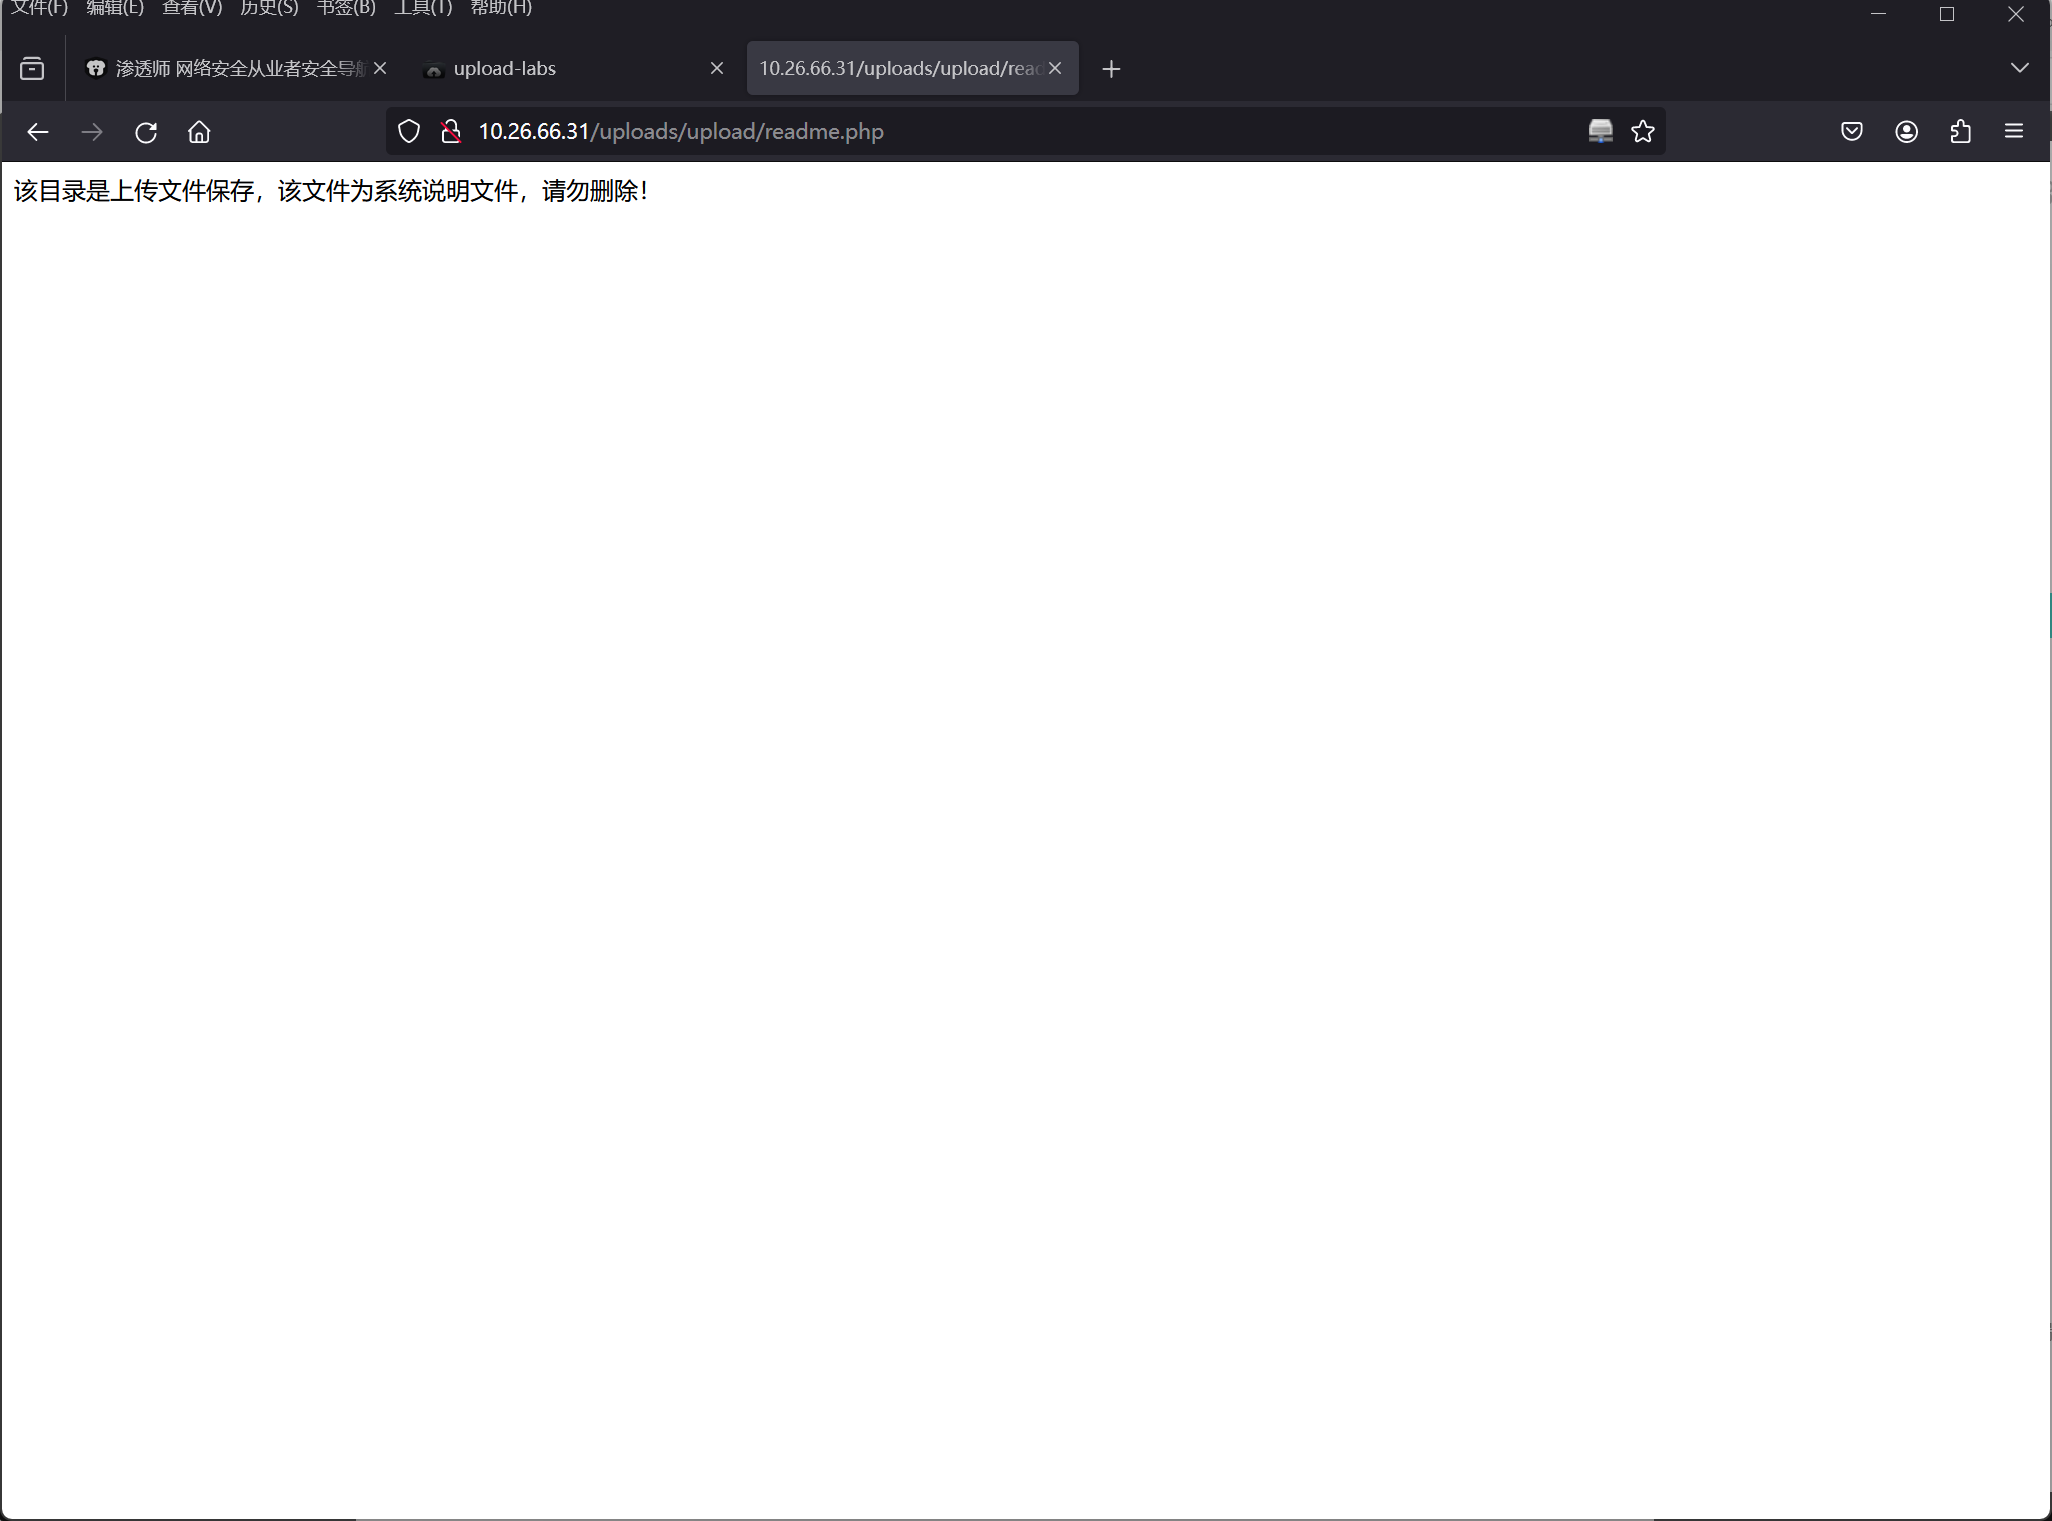 文件(F) 编辑(E) 查看(V) 历史(S) 书签(B) 工具(T) 帮助(H)
渗透师 网络安全从业者安全导航
upload-labs
10.26.66.31/uploads/upload/read
10.26.66.31/uploads/upload/readme.php
该目录是上传文件保存，该文件为系统说明文件，请勿删除！